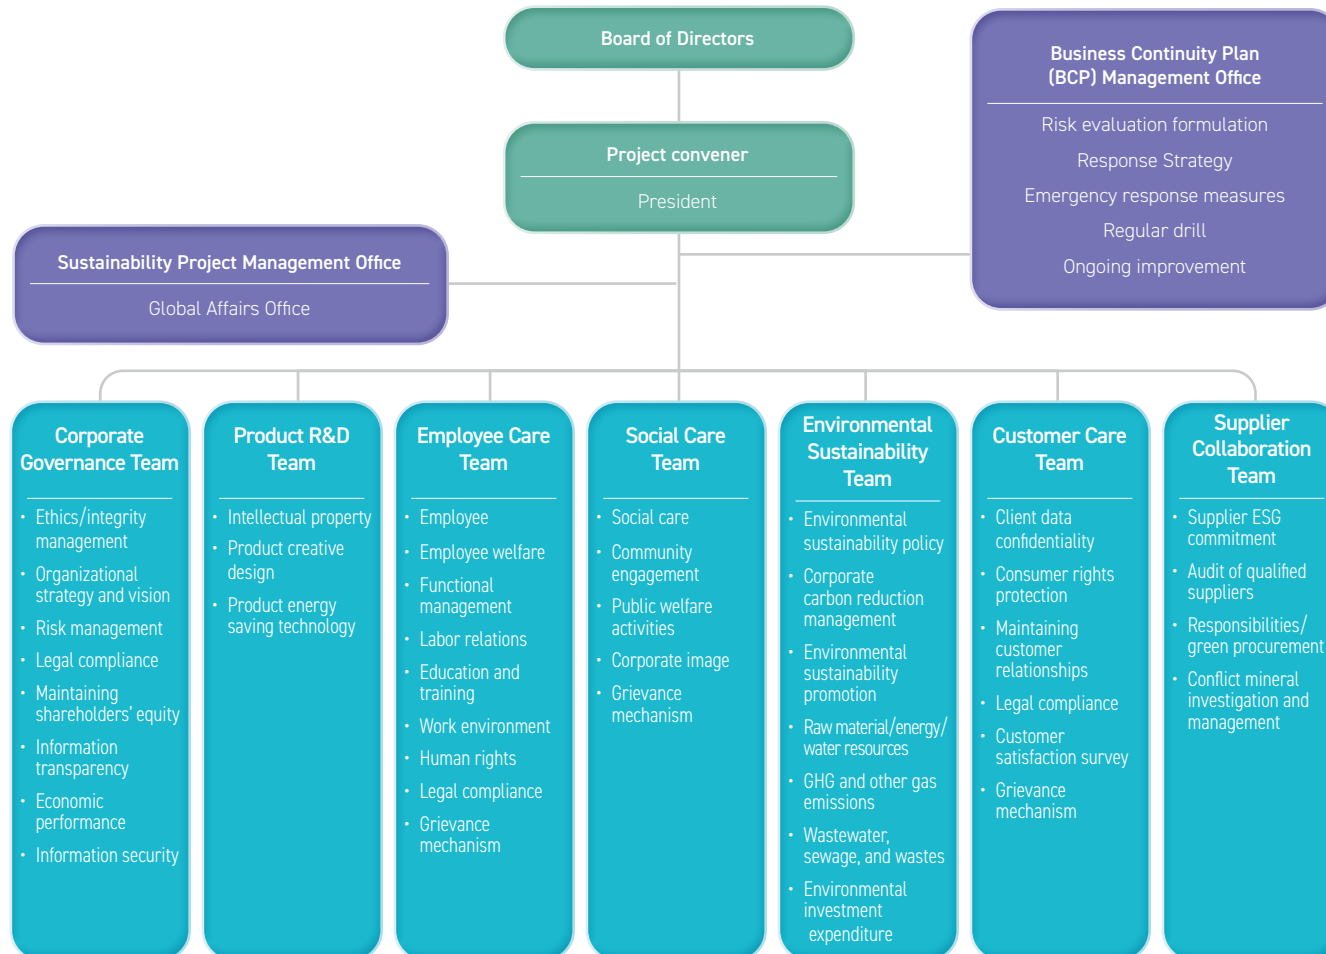 Board of Directors
Business Continuity Plan
(BCP) Management Office
Risk evaluation formulation
Response Strategy
Emergency response measures
Regular drill
Ongoing improvement
Project convener
President
Sustainability Project Management Office
Global Affairs Office
Corporate
Governance Team
• Ethics/integrity
management
• Organizational
strategy and vision
• Risk management
• Legal compliance
• Maintaining
shareholders' equity
• Information
transparency
• Economic
performance
• Information security
Product R&D
Team
• Intellectual property
• Product creative
design
• Product energy
saving technology
Employee Care
Team
• Employee
• Employee welfare
• Functional
management
• Labor relations
• Education and
training
• Work environment
• Human rights
• Legal compliance
• Grievance
mechanism
Social Care
Team
• Social care
• Community
engagement
• Public welfare
activities
• Corporate image
• Grievance
mechanism
Environmental
Sustainability
Team
• Environmental
sustainability policy
• Corporate
carbon reduction
management
• Environmental
sustainability
promotion
• Raw material/energy/
water resources
• GHG and other gas
emissions
• Wastewater,
sewage, and wastes
• Environmental
investment
expenditure
Customer Care
Team
• Client data
confidentiality
• Consumer rights
protection
• Maintaining
customer
relationships
• Legal compliance
• Customer
satisfaction survey
• Grievance
mechanism
Supplier
Collaboration
Team
• Supplier ESG
commitment
• Audit of qualified
suppliers
• Responsibilities/
green procurement
• Conflict mineral
investigation and
management